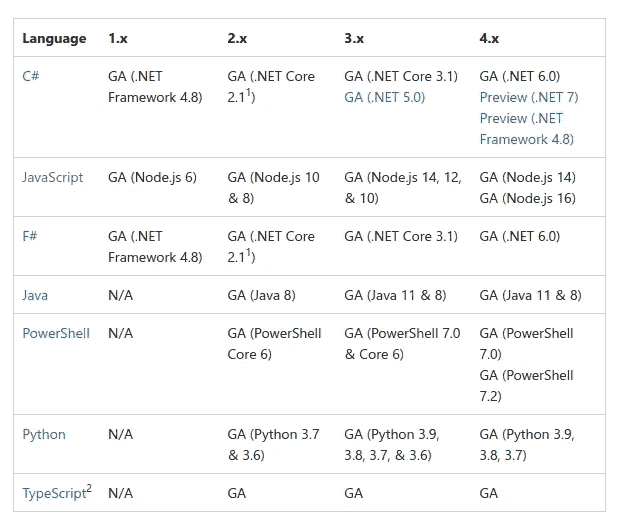 Language 1.x 2.x 3.x 4.x
C# GA (.NET GA (.NET Core GA (.NET Core 3.1) GA (.NET 6.0)
Framework 4.8) 2.1¹) GA (.NET 5.0) Preview (.NET 7)
Preview (.NET
Framework 4.8)
JavaScript GA (Node.js 6) GA (Node.js 10 GA (Node.js 14, 12, GA (Node.js 14)
& 8) & 10) GA (Node.js 16)
F# GA (.NET GA (.NET Core GA (.NET Core 3.1) GA (.NET 6.0)
Framework 4.8) 2.1¹)
Java N/A GA (Java 8) GA (Java 11 & 8) GA (Java 11 & 8)
PowerShell N/A GA (PowerShell GA (PowerShell 7.0 GA (PowerShell
Core 6) & Core 6) 7.0)
GA (PowerShell
7.2)
Python N/A GA (Python 3.7 GA (Python 3.9, GA (Python 3.9,
& 3.6) 3.8, 3.7, & 3.6) 3.8, 3.7)
TypeScript² N/A GA GA GA